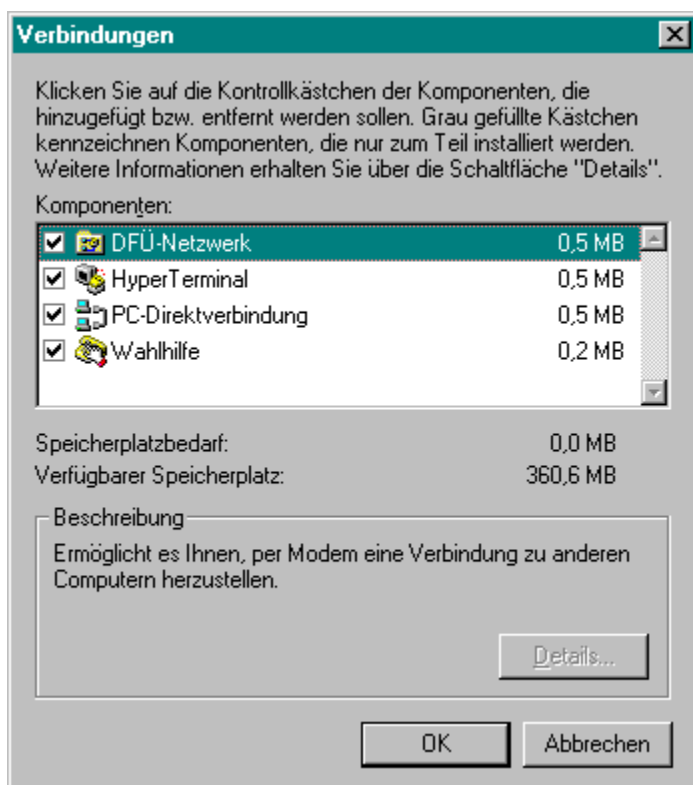 Verbindungen
Klicken Sie auf die Kontrollkästchen der Komponenten, die
hinzugefügt bzw. entfernt werden sollen. Grau gefüllte Kästchen
kennzeichnen Komponenten, die nur zum Teil installiert werden.
Weitere Informationen erhalten Sie über die Schaltfläche "Details".
Komponenten:
DFÜ-Netzwerk 0,5 MB
HyperTerminal 0,5 MB
PC-Direktverbindung 0,5 MB
Wahlhilfe 0,2 MB
Speicherplatzbedarf: 0,0 MB
Verfügbarer Speicherplatz: 360,6 MB
Beschreibung
Ermöglicht es Ihnen, per Modem eine Verbindung zu anderen
Computern herzustellen.
Details...
OK Abbrechen